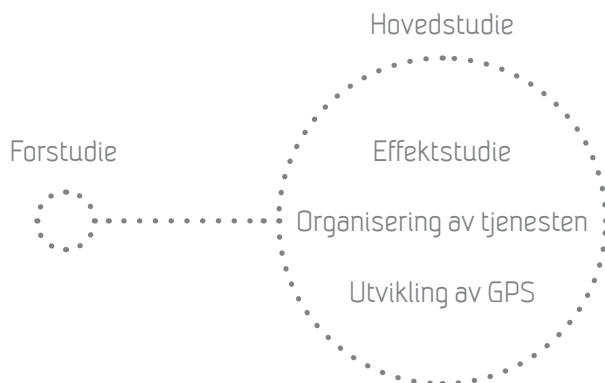 Hovedstudie
Forstudie
Effektstudie
Organisering av tjenesten
Utvikling av GPS